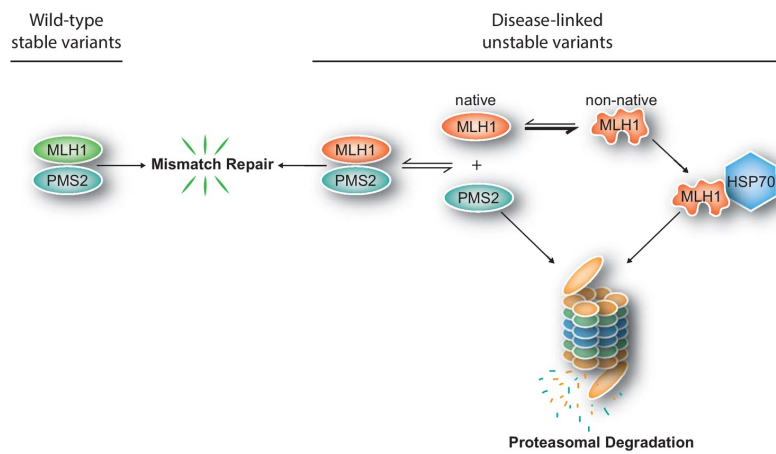 Wild-type
stable variants
Disease-linked
unstable variants
native
non-native
MLH1
MLH1
MLH1
PMS2
Mismatch Repair
MLH1
PMS2
+
PMS2
MLH1
HSP70
Proteasomal Degradation